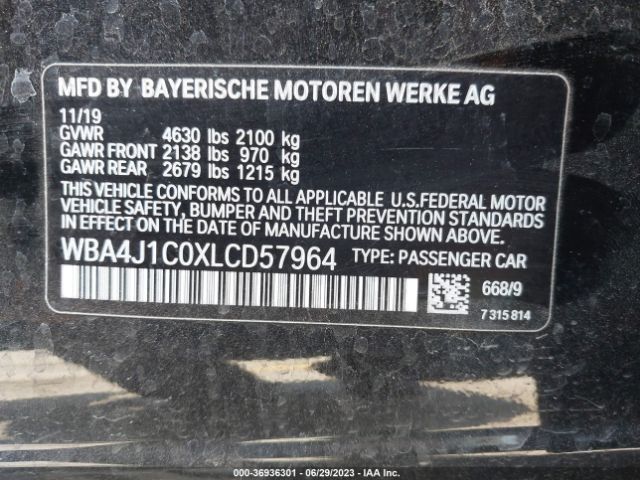 MFD BY BAYERISCHE MOTOREN WERKE AG
11/19
GVWR 4630 lbs 2100 kg
GAWR FRONT 2138 lbs 970 kg
GAWR REAR 2679 lbs 1215 kg
THIS VEHICLE CONFORMS TO ALL APPLICABLE U.S.FEDERAL MOTOR
VEHICLE SAFETY, BUMPER AND THEFT PREVENTION STANDARDS
IN EFFECT ON THE DATE OF MANUFACTURE SHOWN ABOVE.
WBA4J1C0XLCD57964 TYPE: PASSENGER CAR
668/9
7 315 814
000-36936301 - 06/29/2023 - IAA Inc.